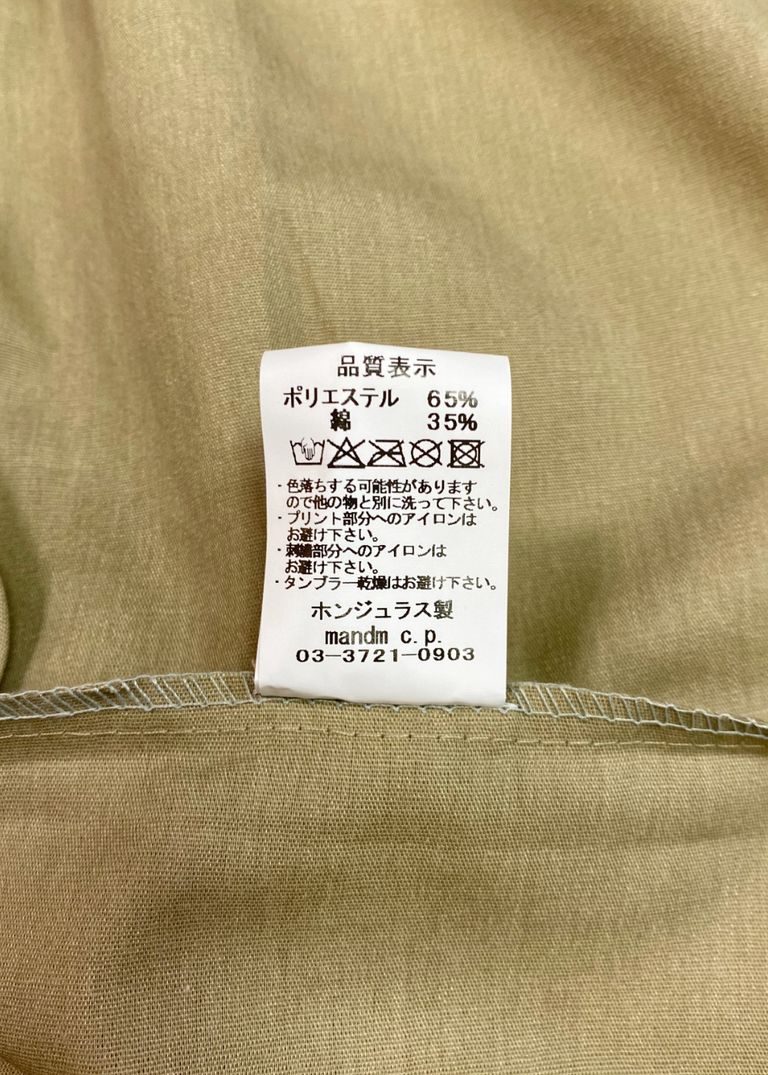 品質表示
ポリエステル 65%
綿 35%
・色落ちする可能性があります
ので他の物と別に洗って下さい。
・プリント部分へのアイロンは
お避け下さい。
・刺繍部分へのアイロンは
お避け下さい。
・タンブラー乾燥はお避け下さい。
ホンジュラス製
mandm c.p.
03-3721-0903